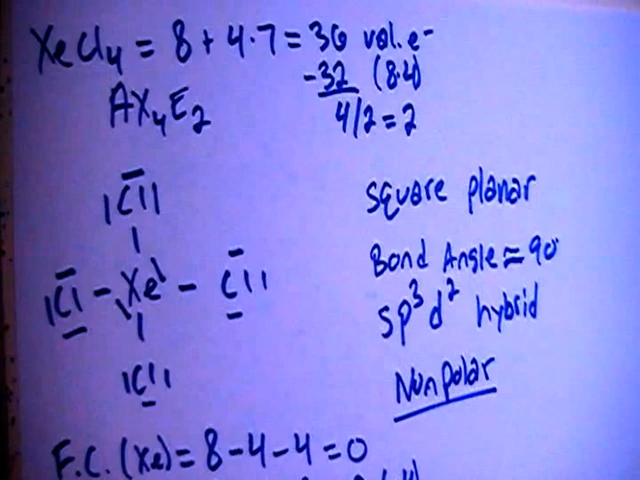 XeCl₄ = 8 + 4·7 = 36 val. e⁻
-32 (8·4)
AX₄E₂
4/2 = 2
|Cl|
square planar
|Cl - Xe - Cl|
Bond Angle ≈ 90°
sp³d² hybrid
|Cl|
Nonpolar
F.C. (Xe) = 8 - 4 - 4 = 0